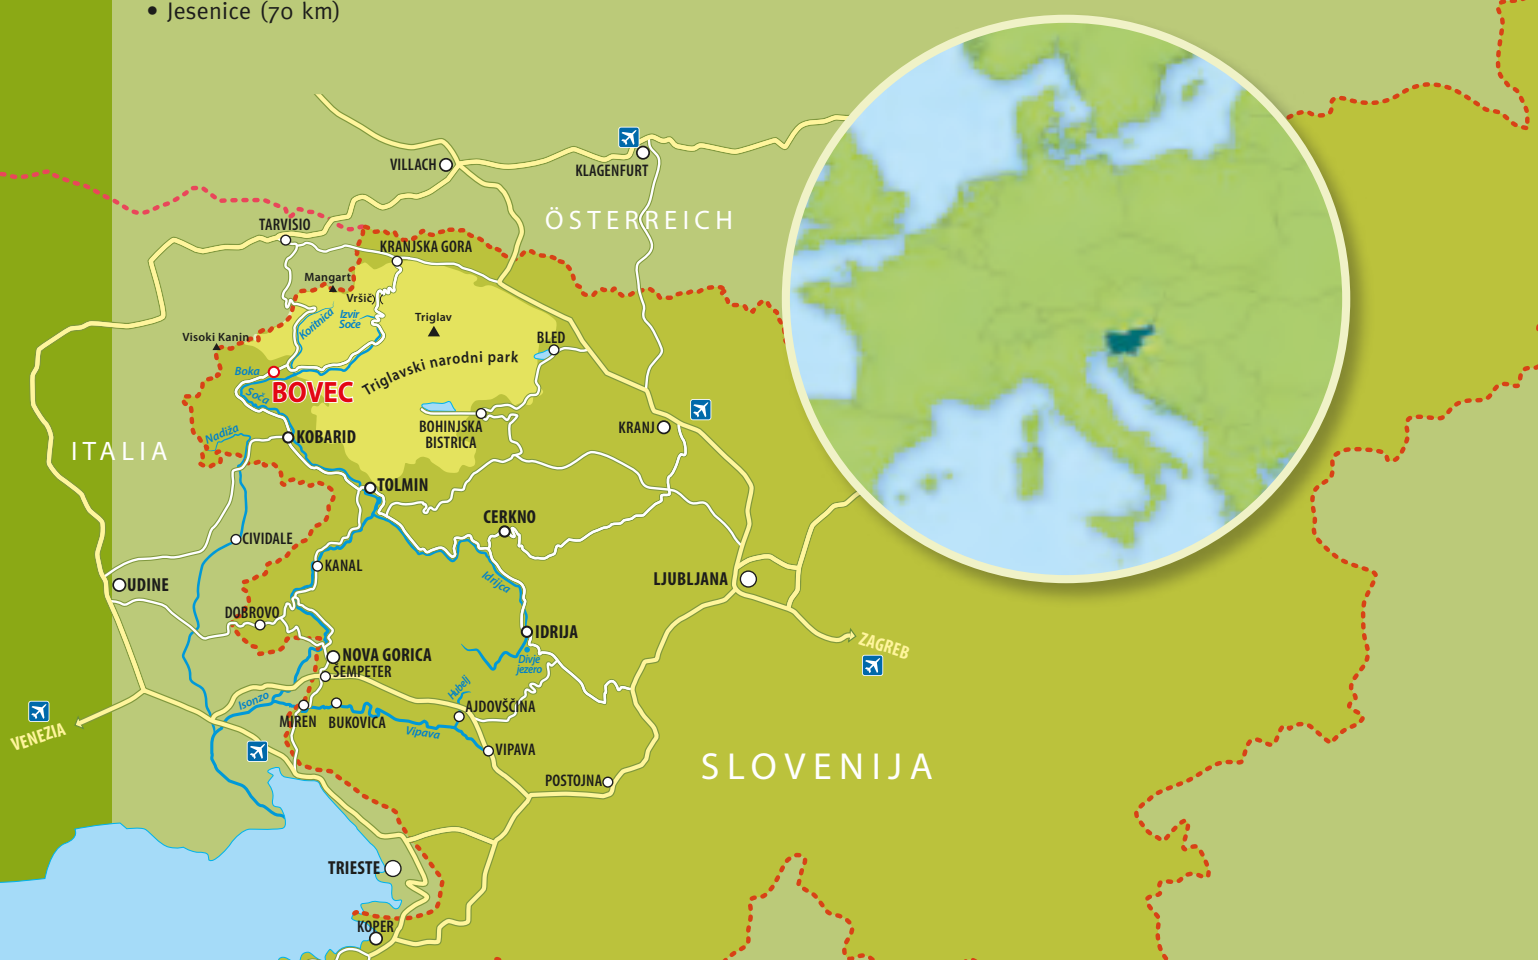 • Jesenice (70 km)
VILLACH
KLAGENFURT
ÖSTERREICH
TARVISIO
KRANJSKA GORA
Mangart
Vršič
Izvir
Soče
Koritnica
Triglav
Visoki Kanin
BLED
Triglavski narodni park
Boka
BOVEC
Soča
BOHINJSKA
BISTRICA
KRANJ
Nadiža
KOBARID
ITALIA
TOLMIN
CERKNO
CIVIDALE
KANAL
Idrijca
UDINE
LJUBLJANA
DOBROVO
IDRIJA
ZAGREB
NOVA GORICA
Divje
jezero
ŠEMPETER
Hubelj
Isonzo
AJDOVŠČINA
MIREN
BUKOVICA
Vipava
VENEZIA
VIPAVA
SLOVENIJA
POSTOJNA
TRIESTE
KOPER